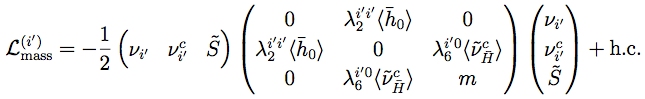 \mathcal{L}_{\text{mass}}^{(i')} = -\frac{1}{2} \begin{pmatrix} \nu_{i'} & \nu_{i'}^c & \tilde{S} \end{pmatrix} \begin{pmatrix} 0 & \lambda_2^{i'i'} \langle \bar{h}_0 \rangle & 0 \\ \lambda_2^{i'i'} \langle \bar{h}_0 \rangle & 0 & \lambda_6^{i'0} \langle \tilde{\nu}_{\bar{H}}^c \rangle \\ 0 & \lambda_6^{i'0} \langle \tilde{\nu}_{\bar{H}}^c \rangle & m \end{pmatrix} \begin{pmatrix} \nu_{i'} \\ \nu_{i'}^c \\ \tilde{S} \end{pmatrix} + \text{h.c.}